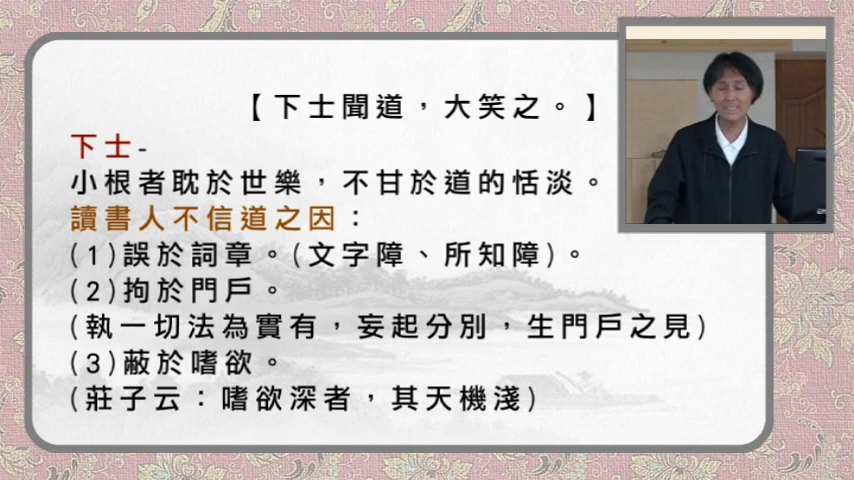 【下士聞道，大笑之。】
下士-
小根者耽於世樂，不甘於道的恬淡。
讀書人不信道之因：
(1)誤於詞章。(文字障、所知障)。
(2)拘於門戶。
(執一切法為實有，妄起分別，生門戶之見)
(3)蔽於嗜欲。
(莊子云：嗜欲深者，其天機淺)